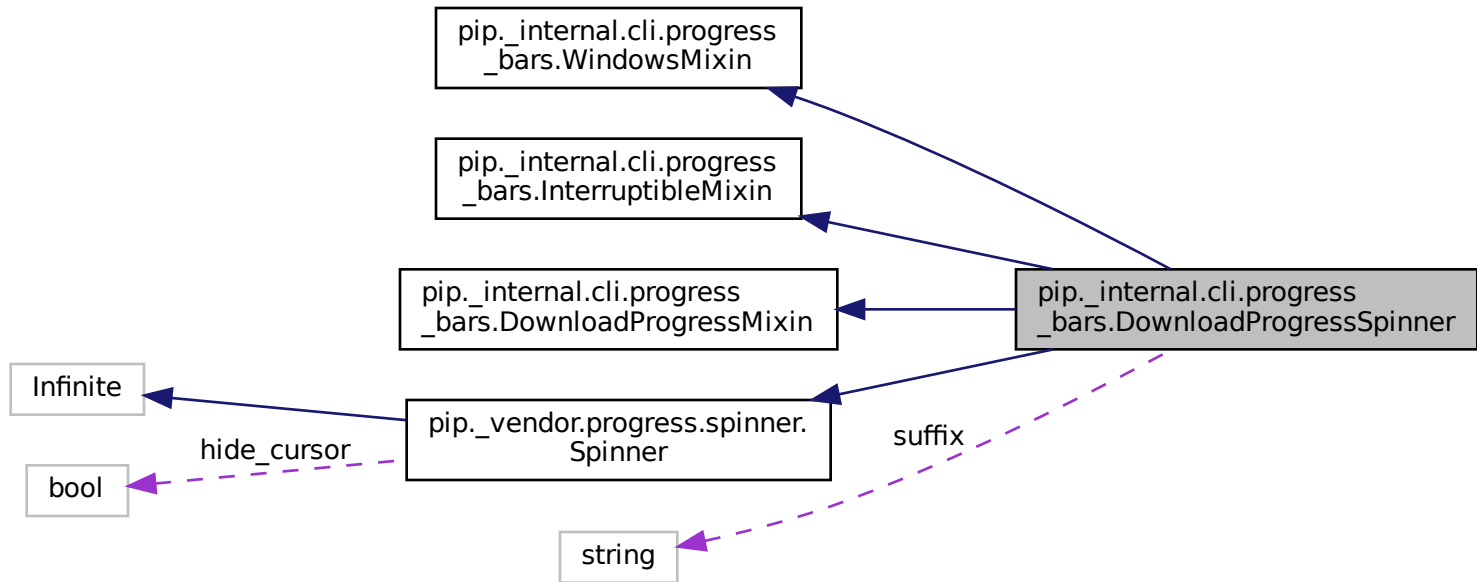 pip._internal.cli.progress
_bars.WindowsMixin
pip._internal.cli.progress
_bars.InterruptibleMixin
pip._internal.cli.progress
_bars.DownloadProgressMixin
pip._internal.cli.progress
_bars.DownloadProgressSpinner
Infinite
pip._vendor.progress.spinner.
Spinner
hide_cursor
bool
suffix
string